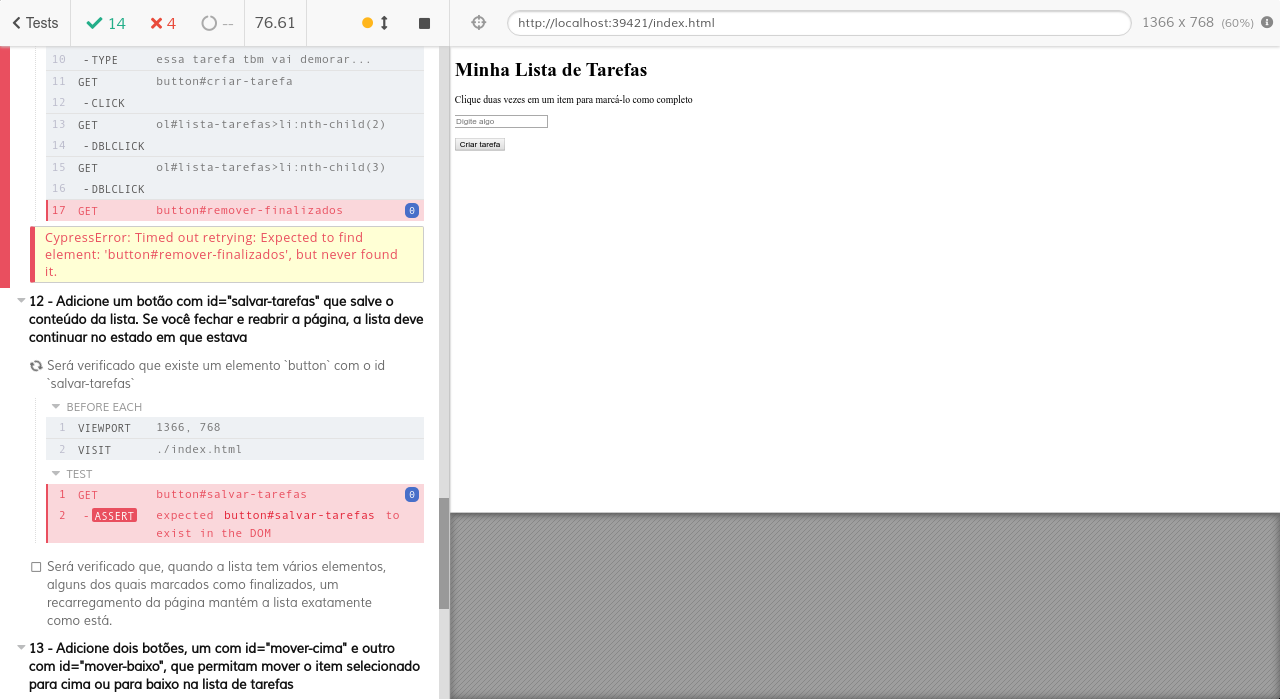 Tests 14 4 -- 76.61
http://localhost:39421/index.html 1366 x 768 (60%)
10 -TYPE essa tarefa tbm vai demorar...
11 GET button#criar-tarefa
12 -CLICK
13 GET ol#lista-tarefas>li:nth-child(2)
14 -DBLCLICK
15 GET ol#lista-tarefas>li:nth-child(3)
16 -DBLCLICK
17 GET button#remover-finalizados 0
CypressError: Timed out retrying: Expected to find
element: 'button#remover-finalizados', but never found
it.
12 - Adicione um botão com id="salvar-tarefas" que salve o
conteúdo da lista. Se você fechar e reabrir a página, a lista deve
continuar no estado em que estava
Será verificado que existe um elemento `button` com o id
`salvar-tarefas`
BEFORE EACH
1 VIEWPORT 1366, 768
2 VISIT ./index.html
TEST
1 GET button#salvar-tarefas 0
2 -ASSERT expected button#salvar-tarefas to
exist in the DOM
Será verificado que, quando a lista tem vários elementos,
alguns dos quais marcados como finalizados, um
recarregamento da página mantém a lista exatamente
como está.
13 - Adicione dois botões, um com id="mover-cima" e outro
com id="mover-baixo", que permitam mover o item selecionado
para cima ou para baixo na lista de tarefas
Minha Lista de Tarefas
Clique duas vezes em um item para marcá-lo como completo
Digite algo
Criar tarefa